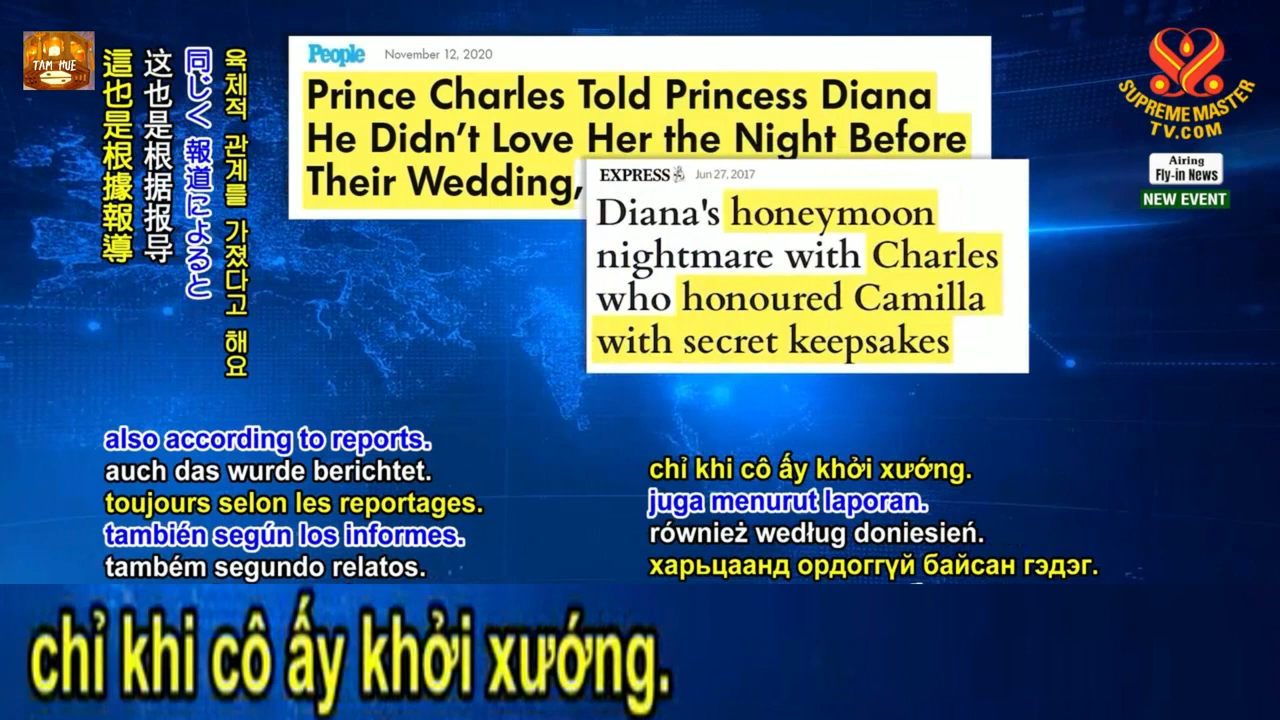 TAM HUE
這也是根據報導
这也是根据报导
同じく 報道によると
육체적 관계를 가졌다고 해요
People November 12, 2020
Prince Charles Told Princess Diana
He Didn't Love Her the Night Before
Their Wedding,
EXPRESS Jun 27, 2017
Diana's honeymoon
nightmare with Charles
who honoured Camilla
with secret keepsakes
SUPREME MASTER
TV.COM
Airing
Fly-in News
NEW EVENT
also according to reports.
auch das wurde berichtet.
toujours selon les reportages.
también según los informes.
também segundo relatos.
chỉ khi cô ấy khởi xướng.
juga menurut laporan.
również według doniesień.
харьцаанд ордоггүй байсан гэдэг.
chỉ khi cô ấy khởi xướng.